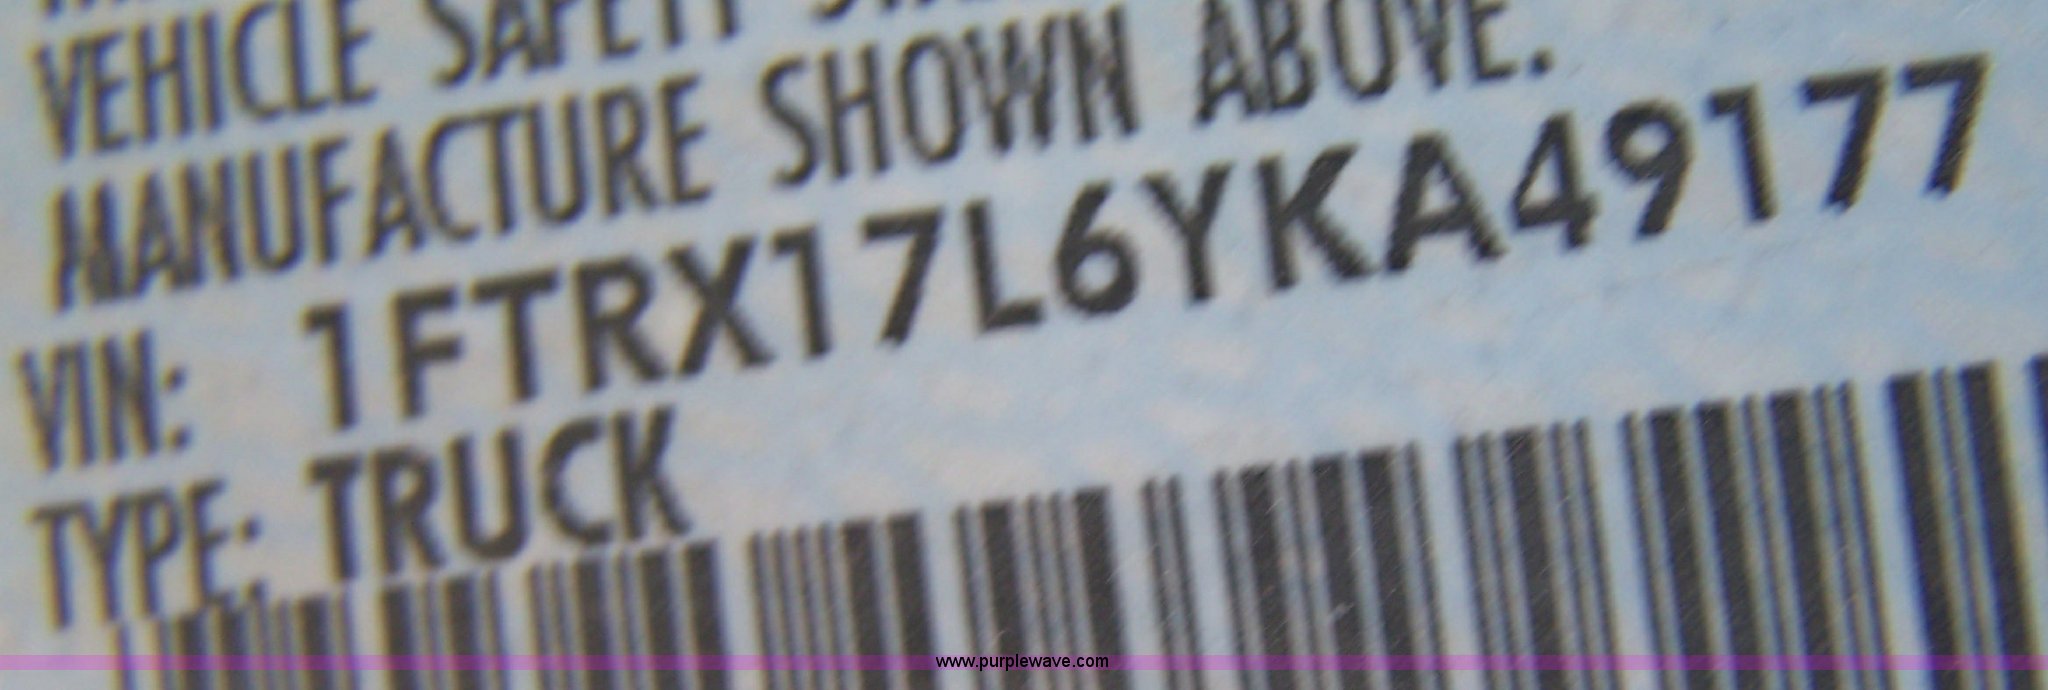 VEHICLE SAFETY
MANUFACTURE SHOWN ABOVE.
VIN: 1FTRX17L6YKA49177
TYPE: TRUCK
www.purplewave.com